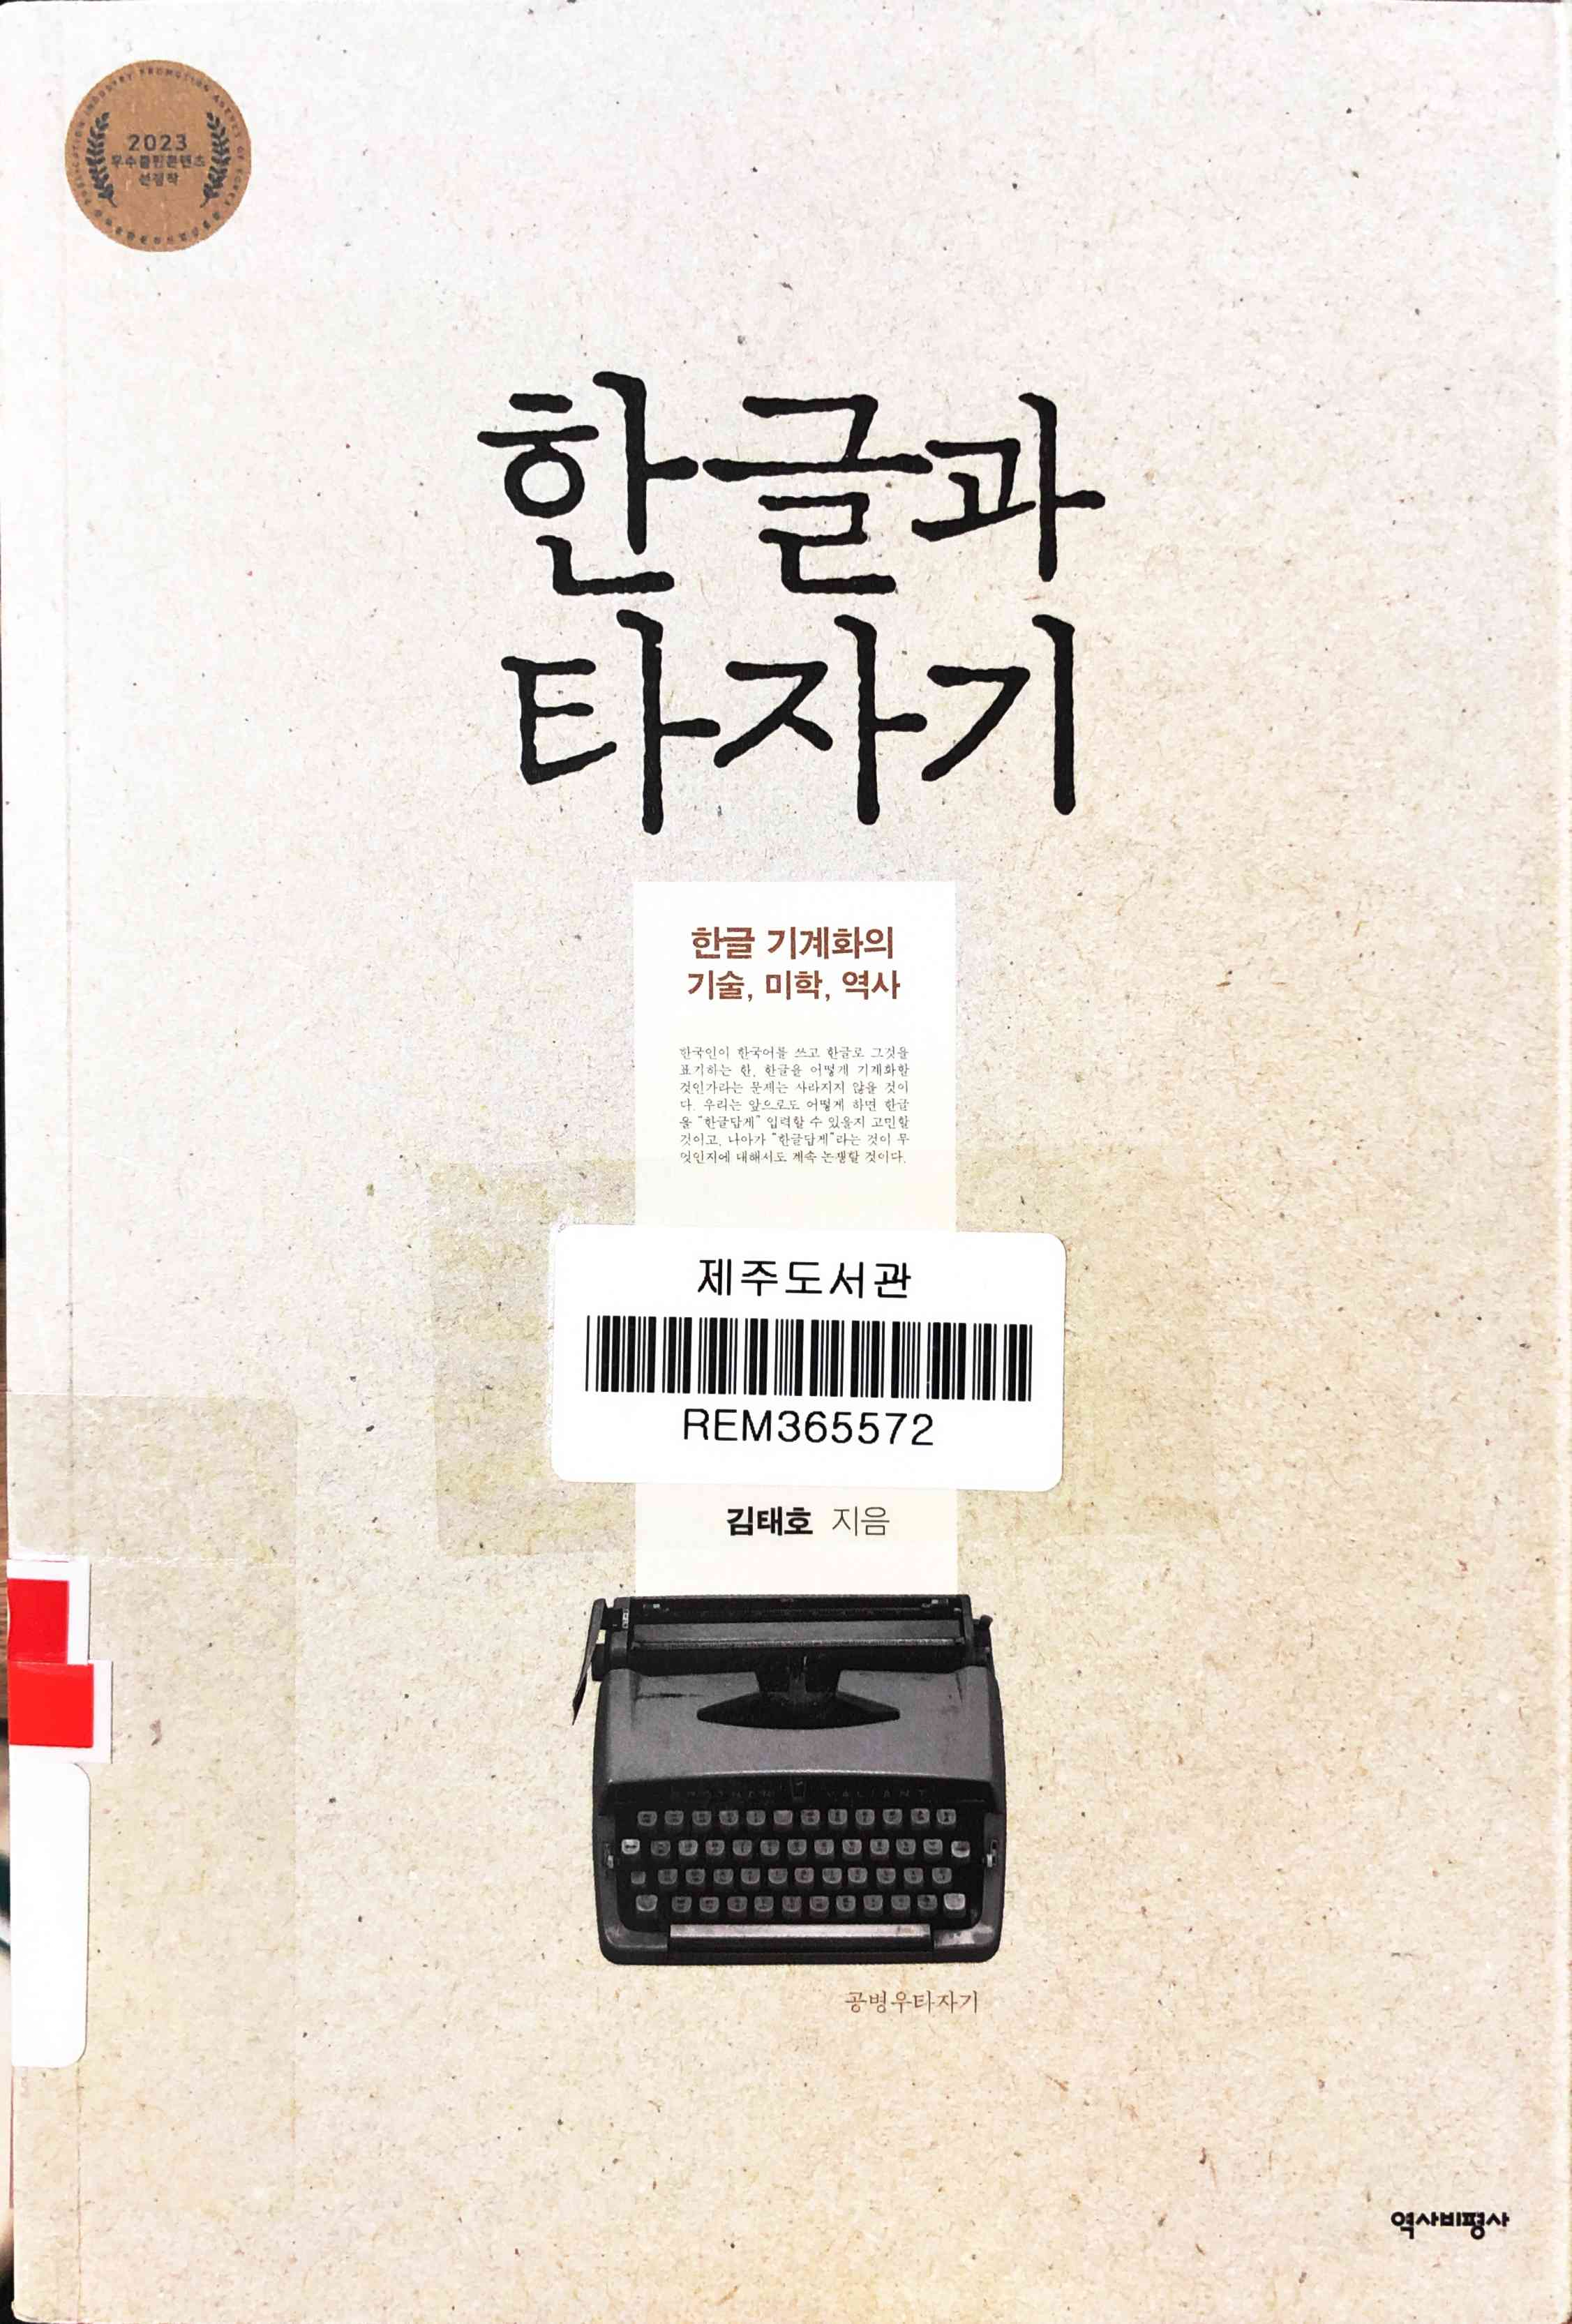 2023
우수출판콘텐츠
선정작
한글과
타자기
한글 기계화의
기술, 미학, 역사
한국인이 한국어를 쓰고 한글로 그것을
표기하는 한, 한글을 어떻게 기계화할
것인가라는 문제는 사라지지 않을 것이
다. 우리는 앞으로도 어떻게 하면 한글
을 "한글답게" 입력할 수 있을지 고민할
것이고, 나아가 "한글답게"라는 것이 무
엇인지에 대해서도 계속 논쟁할 것이다.
제주도서관
REM365572
김태호 지음
공병우타자기
역사비평사